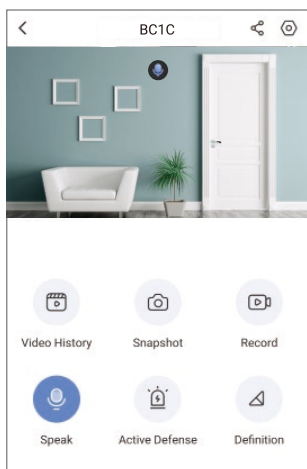 BC1C
Video History
Snapshot
Record
Speak
Active Defense
Definition